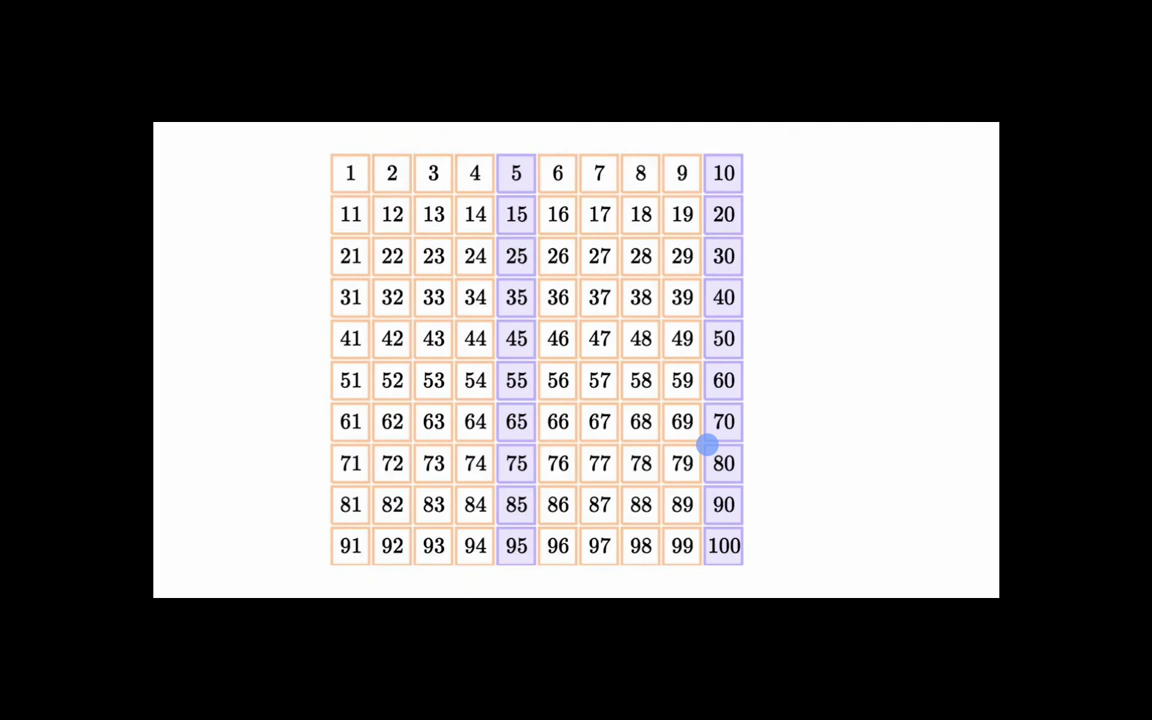 1 2 3 4 5 6 7 8 9 10
11 12 13 14 15 16 17 18 19 20
21 22 23 24 25 26 27 28 29 30
31 32 33 34 35 36 37 38 39 40
41 42 43 44 45 46 47 48 49 50
51 52 53 54 55 56 57 58 59 60
61 62 63 64 65 66 67 68 69 70
71 72 73 74 75 76 77 78 79 80
81 82 83 84 85 86 87 88 89 90
91 92 93 94 95 96 97 98 99 100